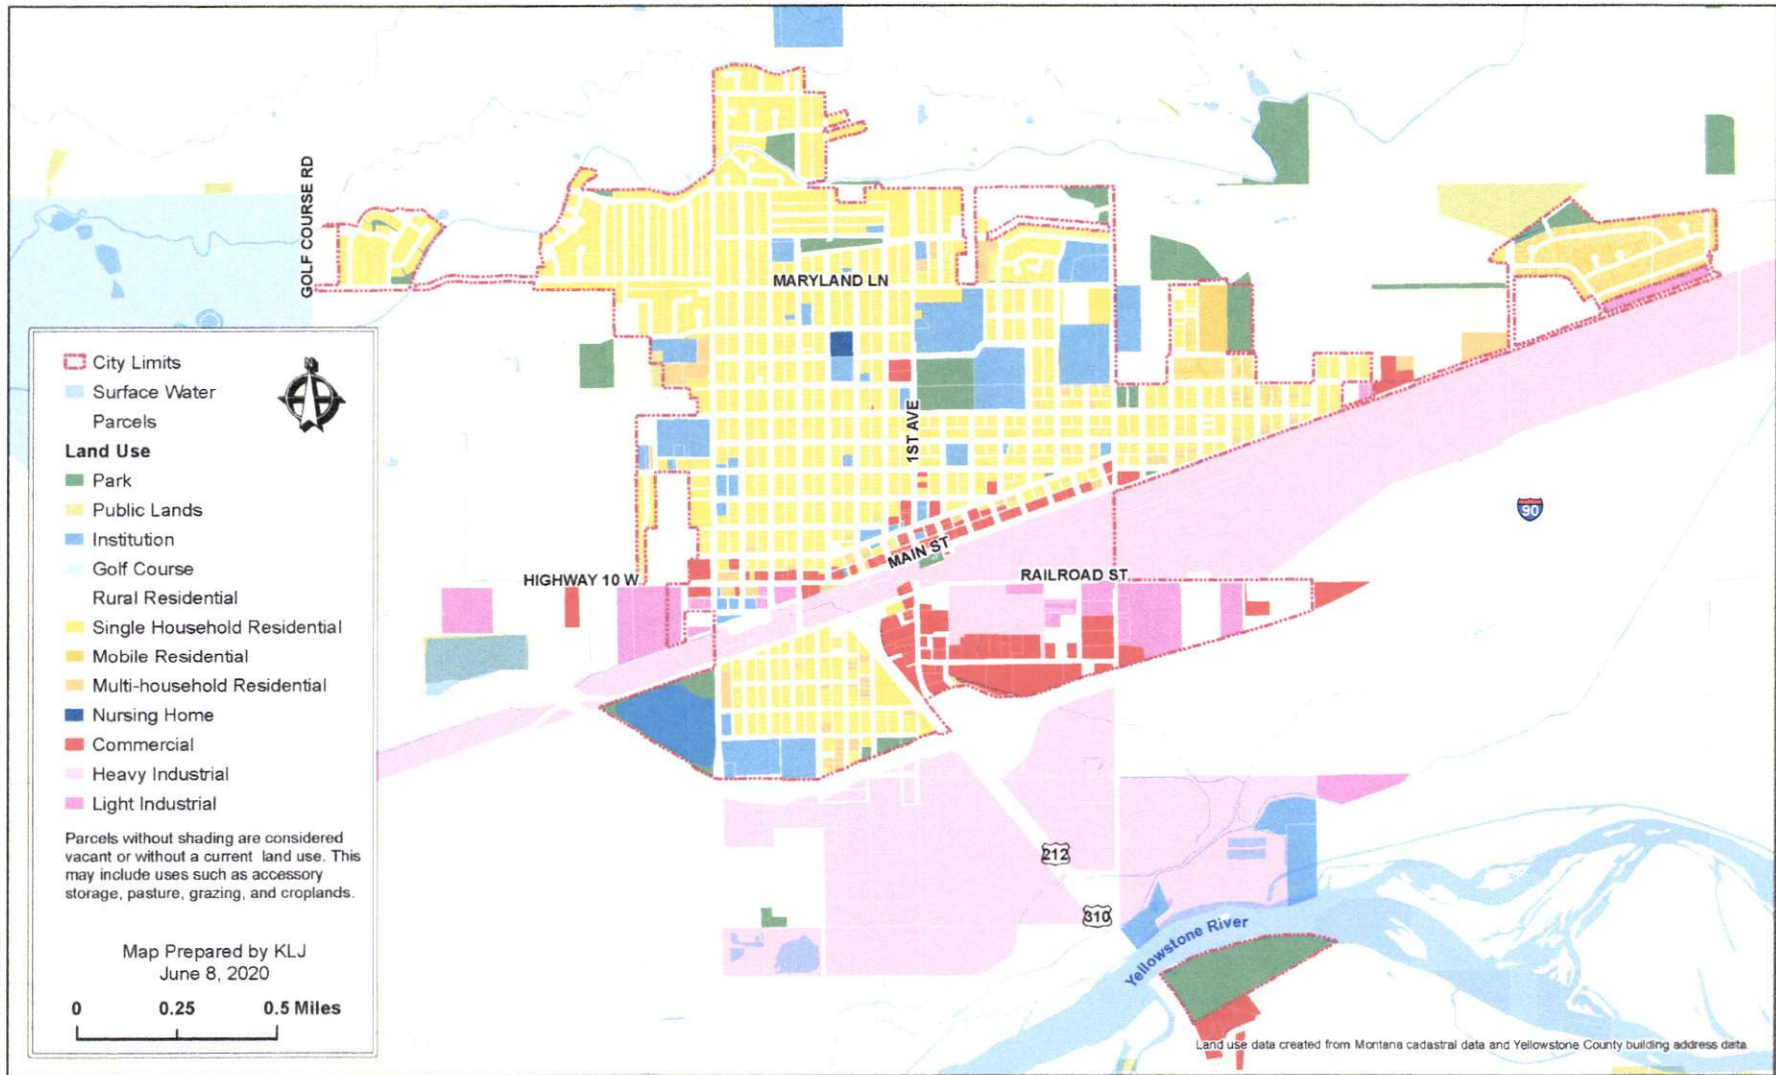 GOLF COURSE RD
MARYLAND LN
1ST AVE
MAIN ST
HIGHWAY 10 W
RAILROAD ST
90
212
310
Yellowstone River
N
City Limits
Surface Water
Parcels
Land Use
Park
Public Lands
Institution
Golf Course
Rural Residential
Single Household Residential
Mobile Residential
Multi-household Residential
Nursing Home
Commercial
Heavy Industrial
Light Industrial
Parcels without shading are considered
vacant or without a current land use. This
may include uses such as accessory
storage, pasture, grazing, and croplands.
Map Prepared by KLJ
June 8, 2020
0 0.25 0.5 Miles
Land use data created from Montana cadastral data and Yellowstone County building address data.